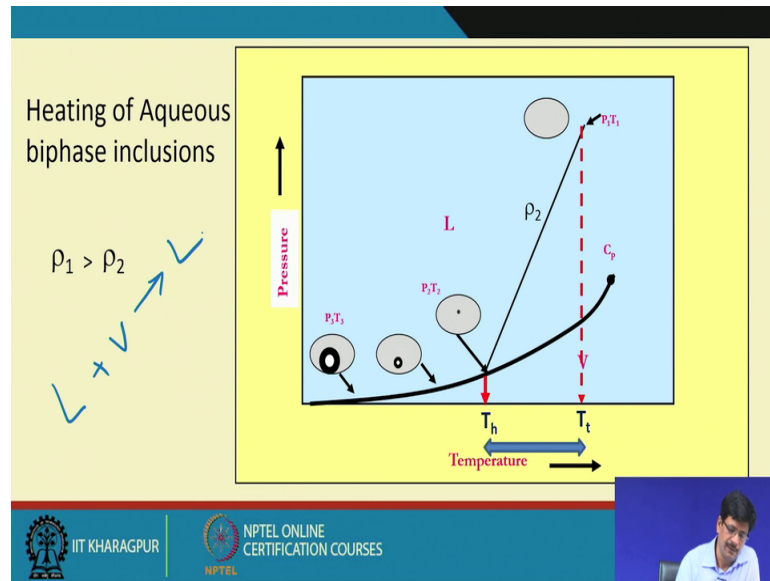 Heating of Aqueous
biphase inclusions
ρ1 > ρ2
L + V → L
Pressure
L
ρ2
P1T1
Cp
P2T2
P3T3
V
Th
Tt
Temperature
IIT KHARAGPUR
NPTEL
NPTEL ONLINE
CERTIFICATION COURSES